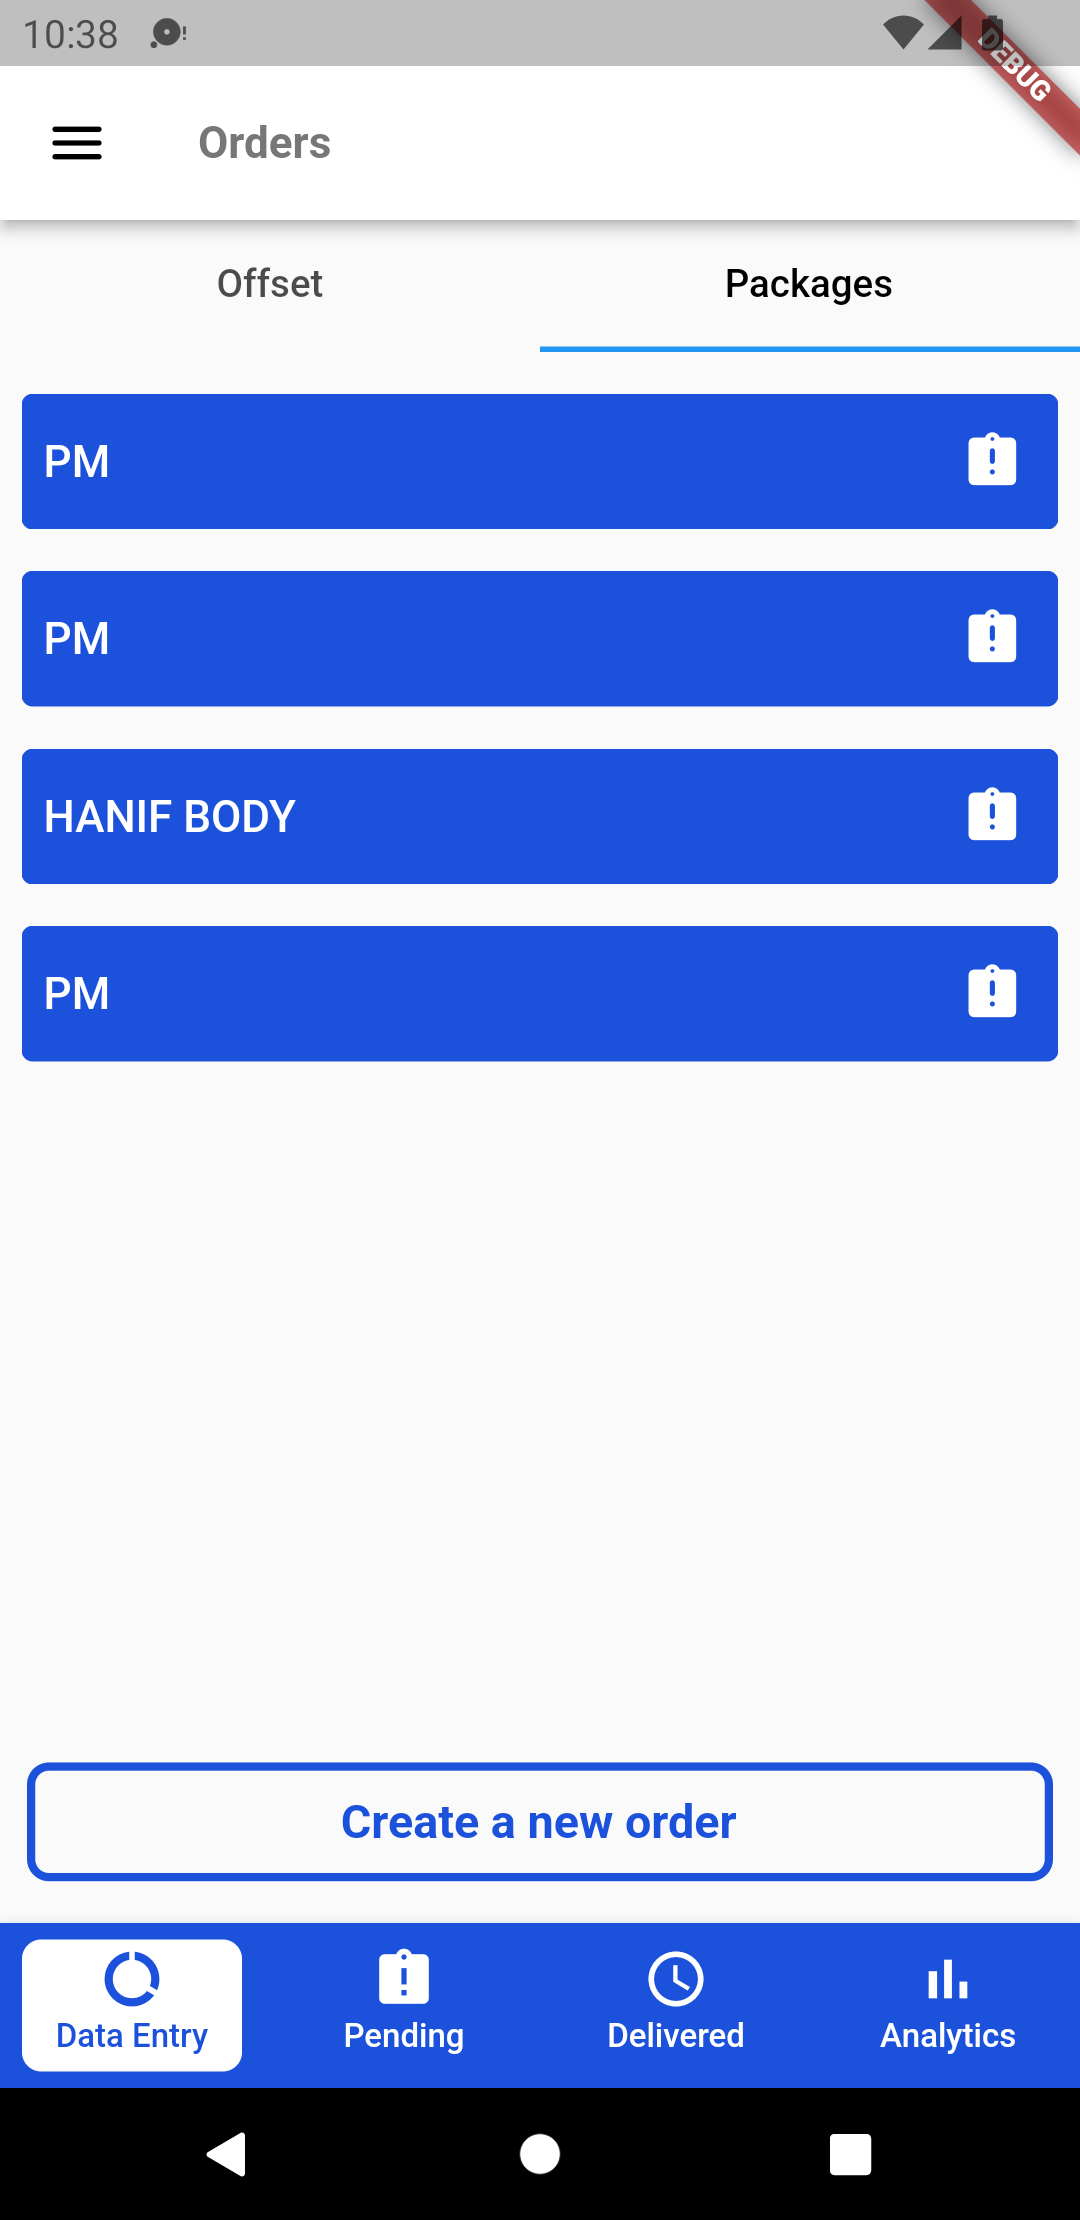 10:38
DEBUG
Orders
Offset
Packages
PM
PM
HANIF BODY
PM
Create a new order
Data Entry
Pending
Delivered
Analytics